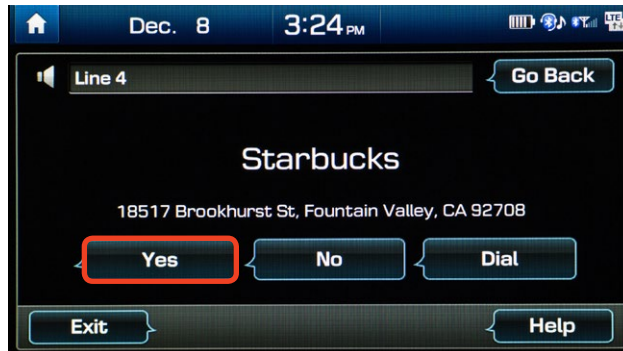 Dec. 8 3:24 PM LTE
Line 4 Go Back
Starbucks
18517 Brookhurst St, Fountain Valley, CA 92708
Yes No Dial
Exit Help